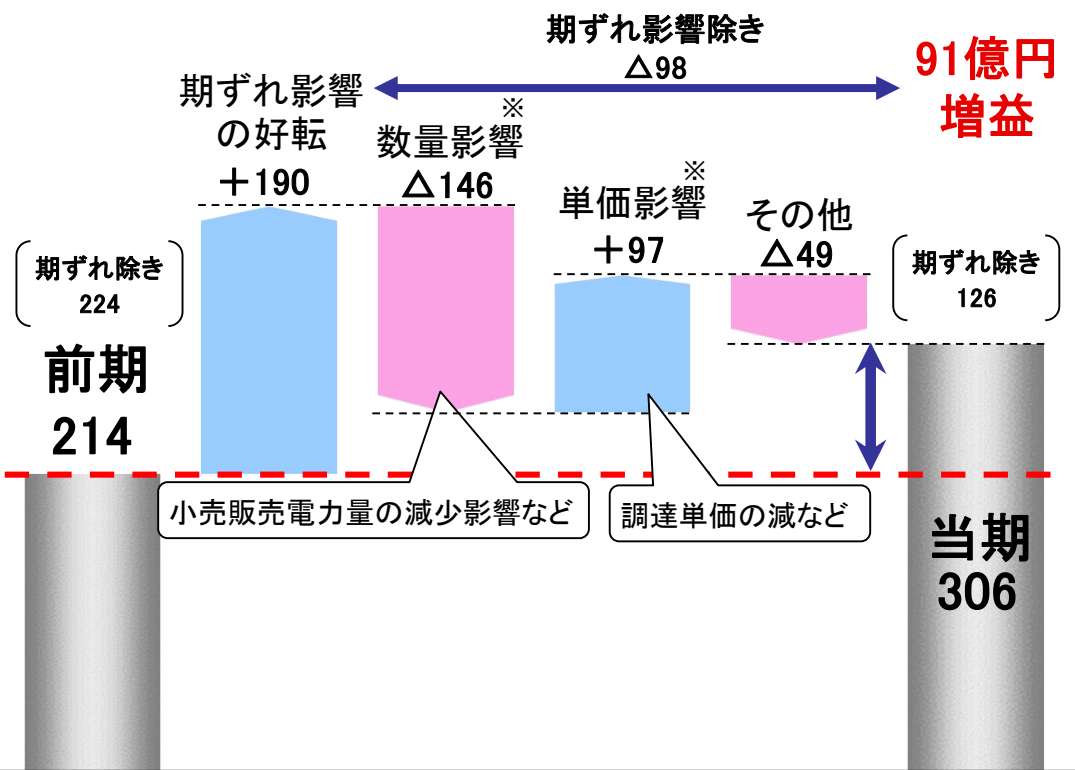 期ずれ影響除き
△98
91億円
増益
期ずれ影響
の好転
＋190
※
数量影響
△146
※
単価影響
＋97
その他
△49
期ずれ除き
224
前期
214
期ずれ除き
126
小売販売電力量の減少影響など
調達単価の減など
当期
306